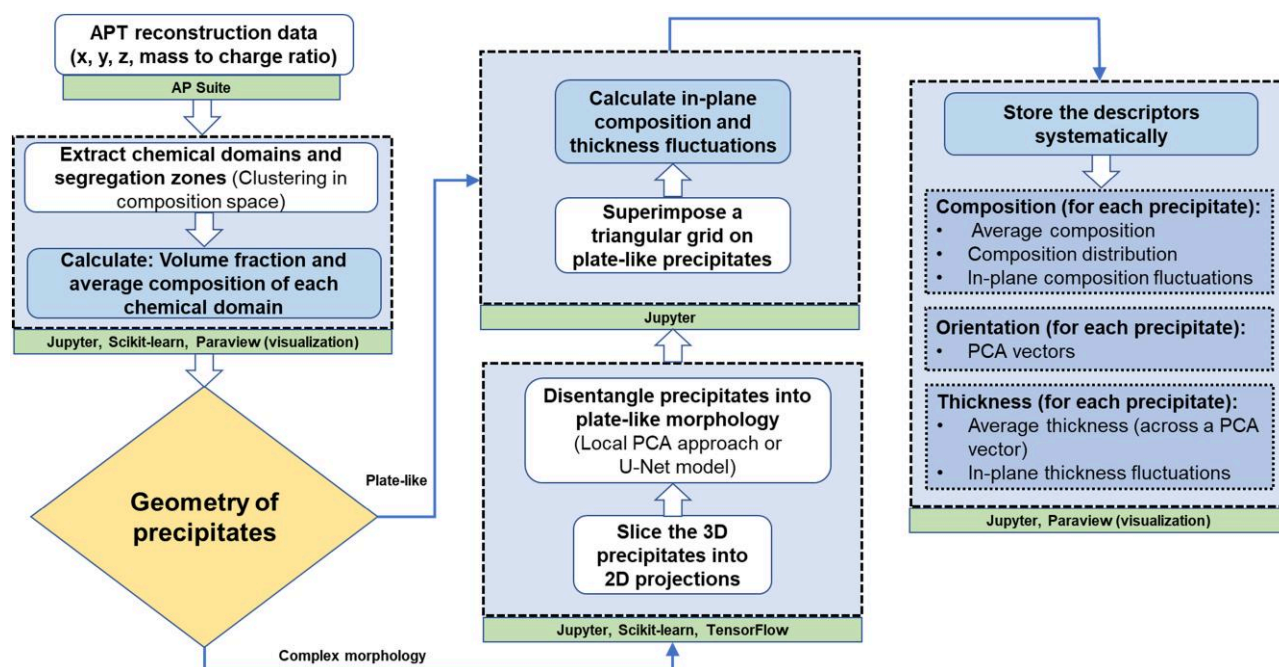 APT reconstruction data
(x, y, z, mass to charge ratio)
AP Suite
Extract chemical domains and
segregation zones (Clustering in
composition space)
Calculate: Volume fraction and
average composition of each
chemical domain
Jupyter, Scikit-learn, Paraview (visualization)
Geometry of
precipitates
Plate-like
Complex morphology
Calculate in-plane
composition and
thickness fluctuations
Superimpose a
triangular grid on
plate-like precipitates
Jupyter
Disentangle precipitates into
plate-like morphology
(Local PCA approach or
U-Net model)
Slice the 3D
precipitates into
2D projections
Jupyter, Scikit-learn, TensorFlow
Store the descriptors
systematically
Composition (for each precipitate):
• Average composition
• Composition distribution
• In-plane composition fluctuations
Orientation (for each precipitate):
• PCA vectors
Thickness (for each precipitate):
• Average thickness (across a PCA
vector)
• In-plane thickness fluctuations
Jupyter, Paraview (visualization)